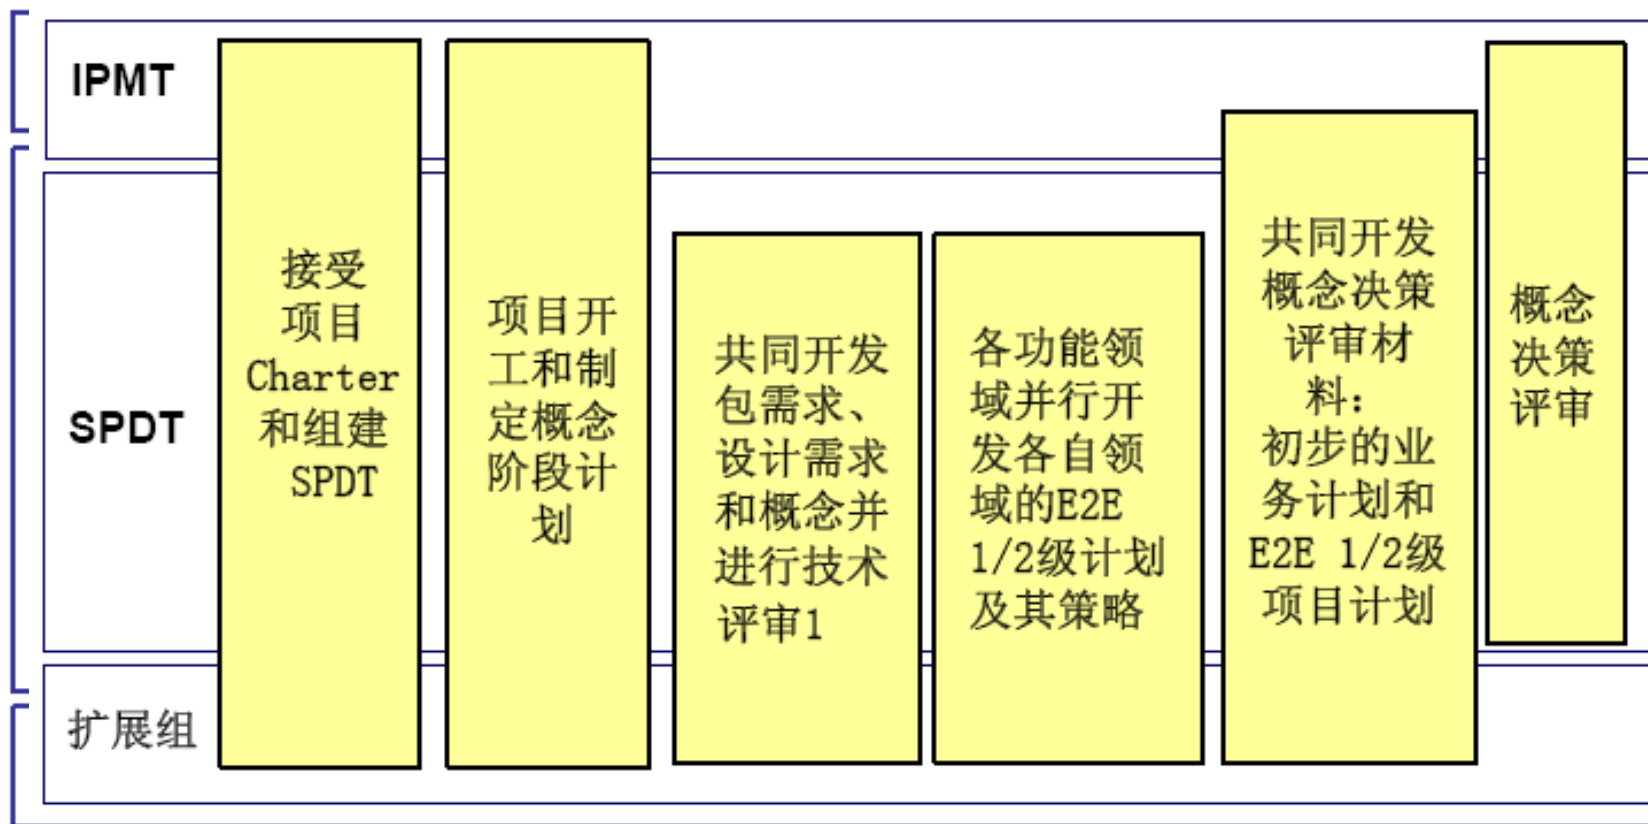 IPMT
SPDT
扩展组
接受
项目
Charter
和组建
SPDT
项目开
工和制
定概念
阶段计
划
共同开发
包需求、
设计需求
和概念并
进行技术
评审1
各功能领
域并行开
发各自领
域的E2E
1/2级计划
及其策略
共同开发
概念决策
评审材
料：
初步的业
务计划和
E2E 1/2级
项目计划
概念
决策
评审